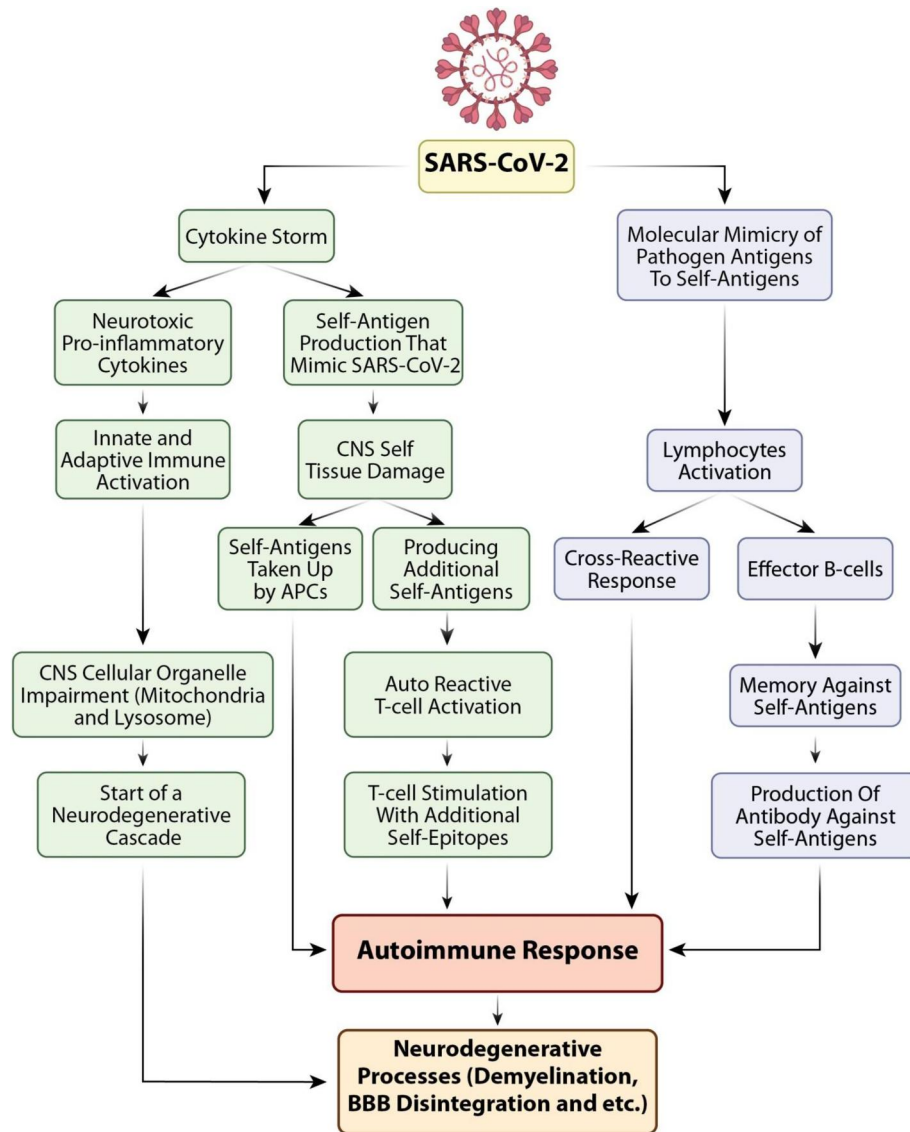 SARS-CoV-2
Cytokine Storm
Molecular Mimicry of
Pathogen Antigens
To Self-Antigens
Neurotoxic
Pro-inflammatory
Cytokines
Self-Antigen
Production That
Mimic SARS-CoV-2
Innate and
Adaptive Immune
Activation
CNS Self
Tissue Damage
Lymphocytes
Activation
Self-Antigens
Taken Up
by APCs
Producing
Additional
Self-Antigens
Cross-Reactive
Response
Effector B-cells
CNS Cellular Organelle
Impairment (Mitochondria
and Lysosome)
Auto Reactive
T-cell Activation
Memory Against
Self-Antigens
Start of a
Neurodegenerative
Cascade
T-cell Stimulation
With Additional
Self-Epitopes
Production Of
Antibody Against
Self-Antigens
Autoimmune Response
Neurodegenerative
Processes (Demyelination,
BBB Disintegration and etc.)